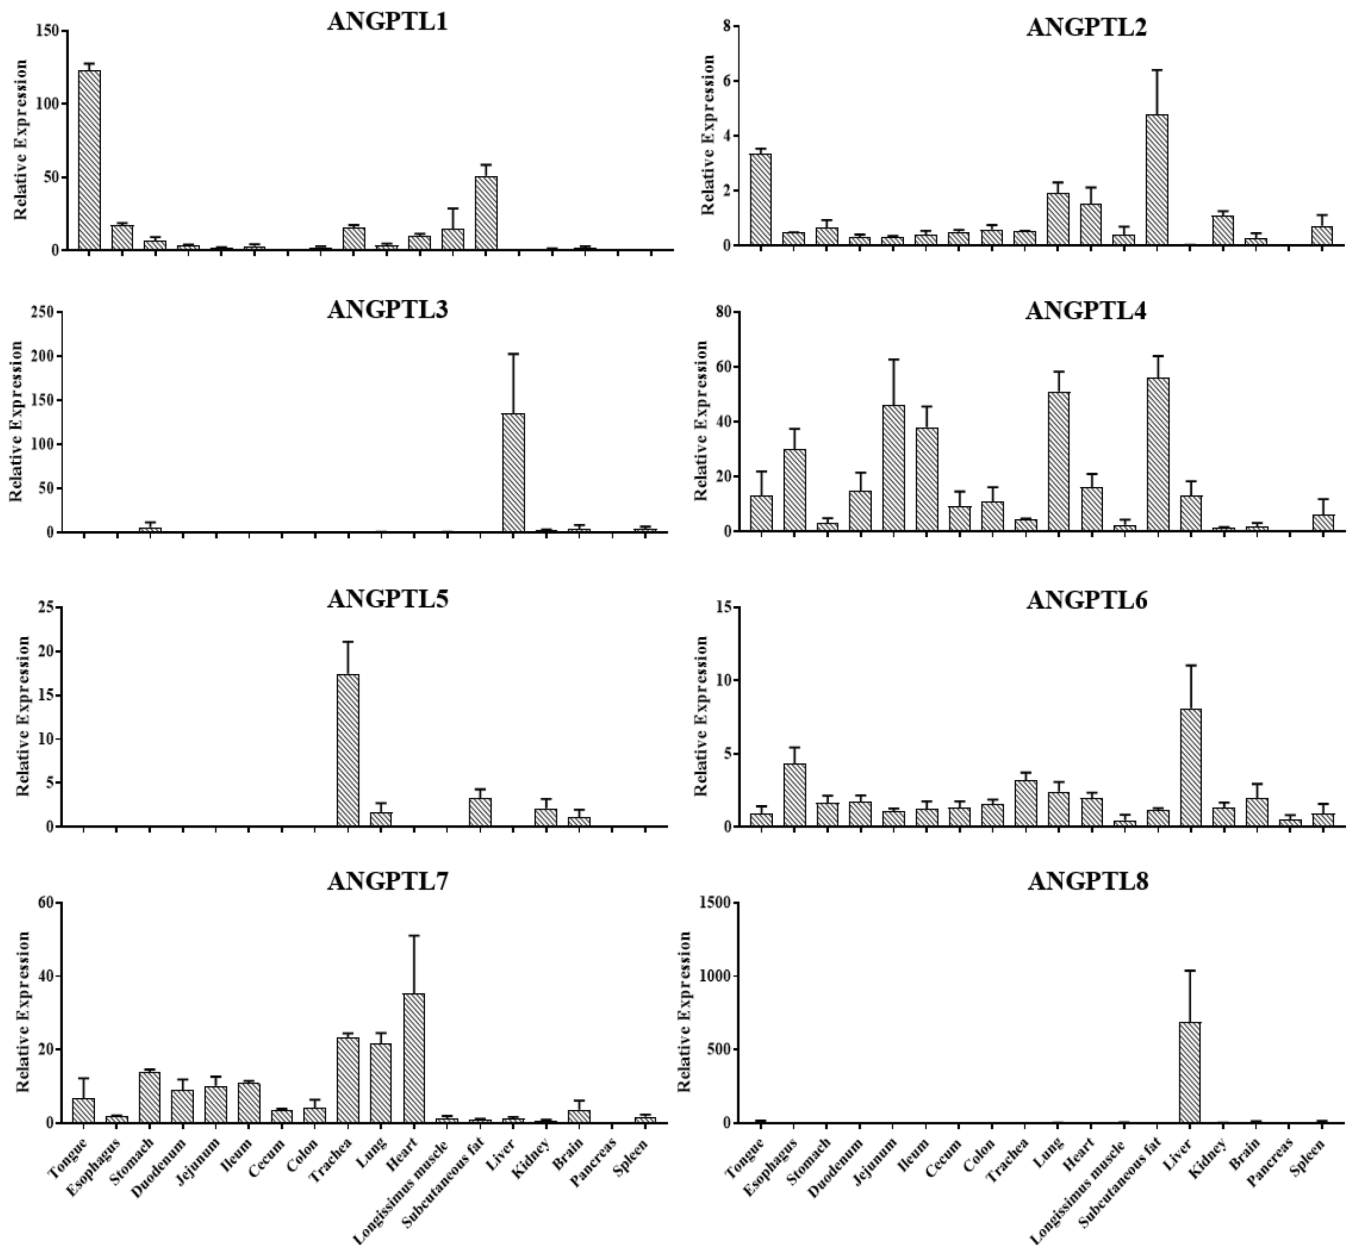 ANGPTL1
Relative Expression
150
100
50
0
ANGPTL2
Relative Expression
8
6
4
2
0
ANGPTL3
Relative Expression
250
200
150
100
50
0
ANGPTL4
Relative Expression
80
60
40
20
0
ANGPTL5
Relative Expression
25
20
15
10
5
0
ANGPTL6
Relative Expression
15
10
5
0
ANGPTL7
Relative Expression
60
40
20
0
Tongue
Esophagus
Stomach
Duodenum
Jejunum
Ileum
Cecum
Colon
Trachea
Lung
Heart
Longissimus muscle
Subcutaneous fat
Liver
Kidney
Brain
Pancreas
Spleen
ANGPTL8
Relative Expression
1500
1000
500
0
Tongue
Esophagus
Stomach
Duodenum
Jejunum
Ileum
Cecum
Colon
Trachea
Lung
Heart
Longissimus muscle
Subcutaneous fat
Liver
Kidney
Brain
Pancreas
Spleen